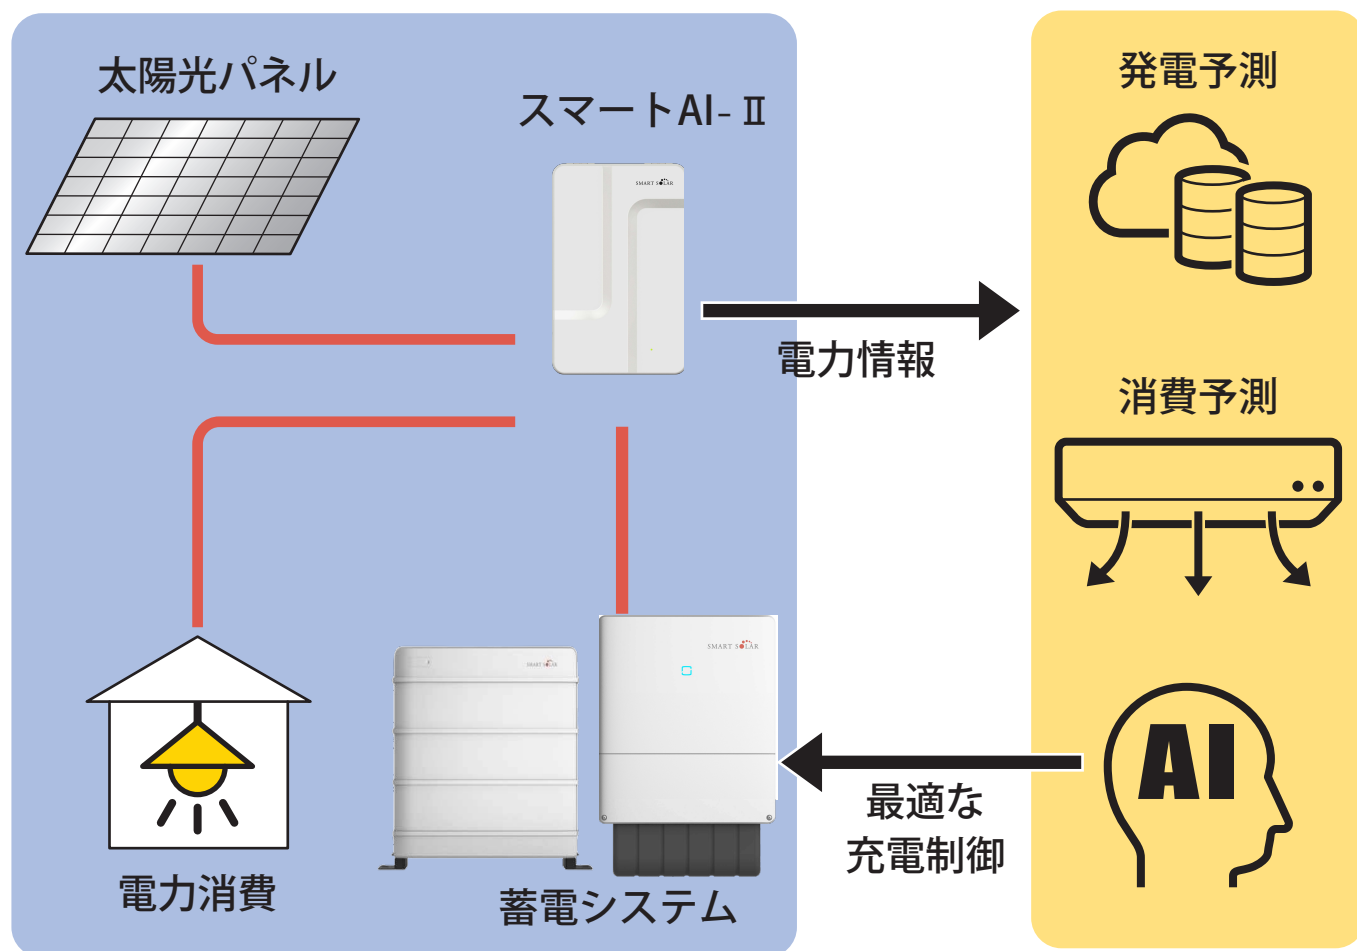 太陽光パネル
スマートAI-Ⅱ
SMART SOLAR
電力情報
発電予測
消費予測
電力消費
SMART SOLAR
SMART SOLAR
蓄電システム
最適な
充電制御
AI